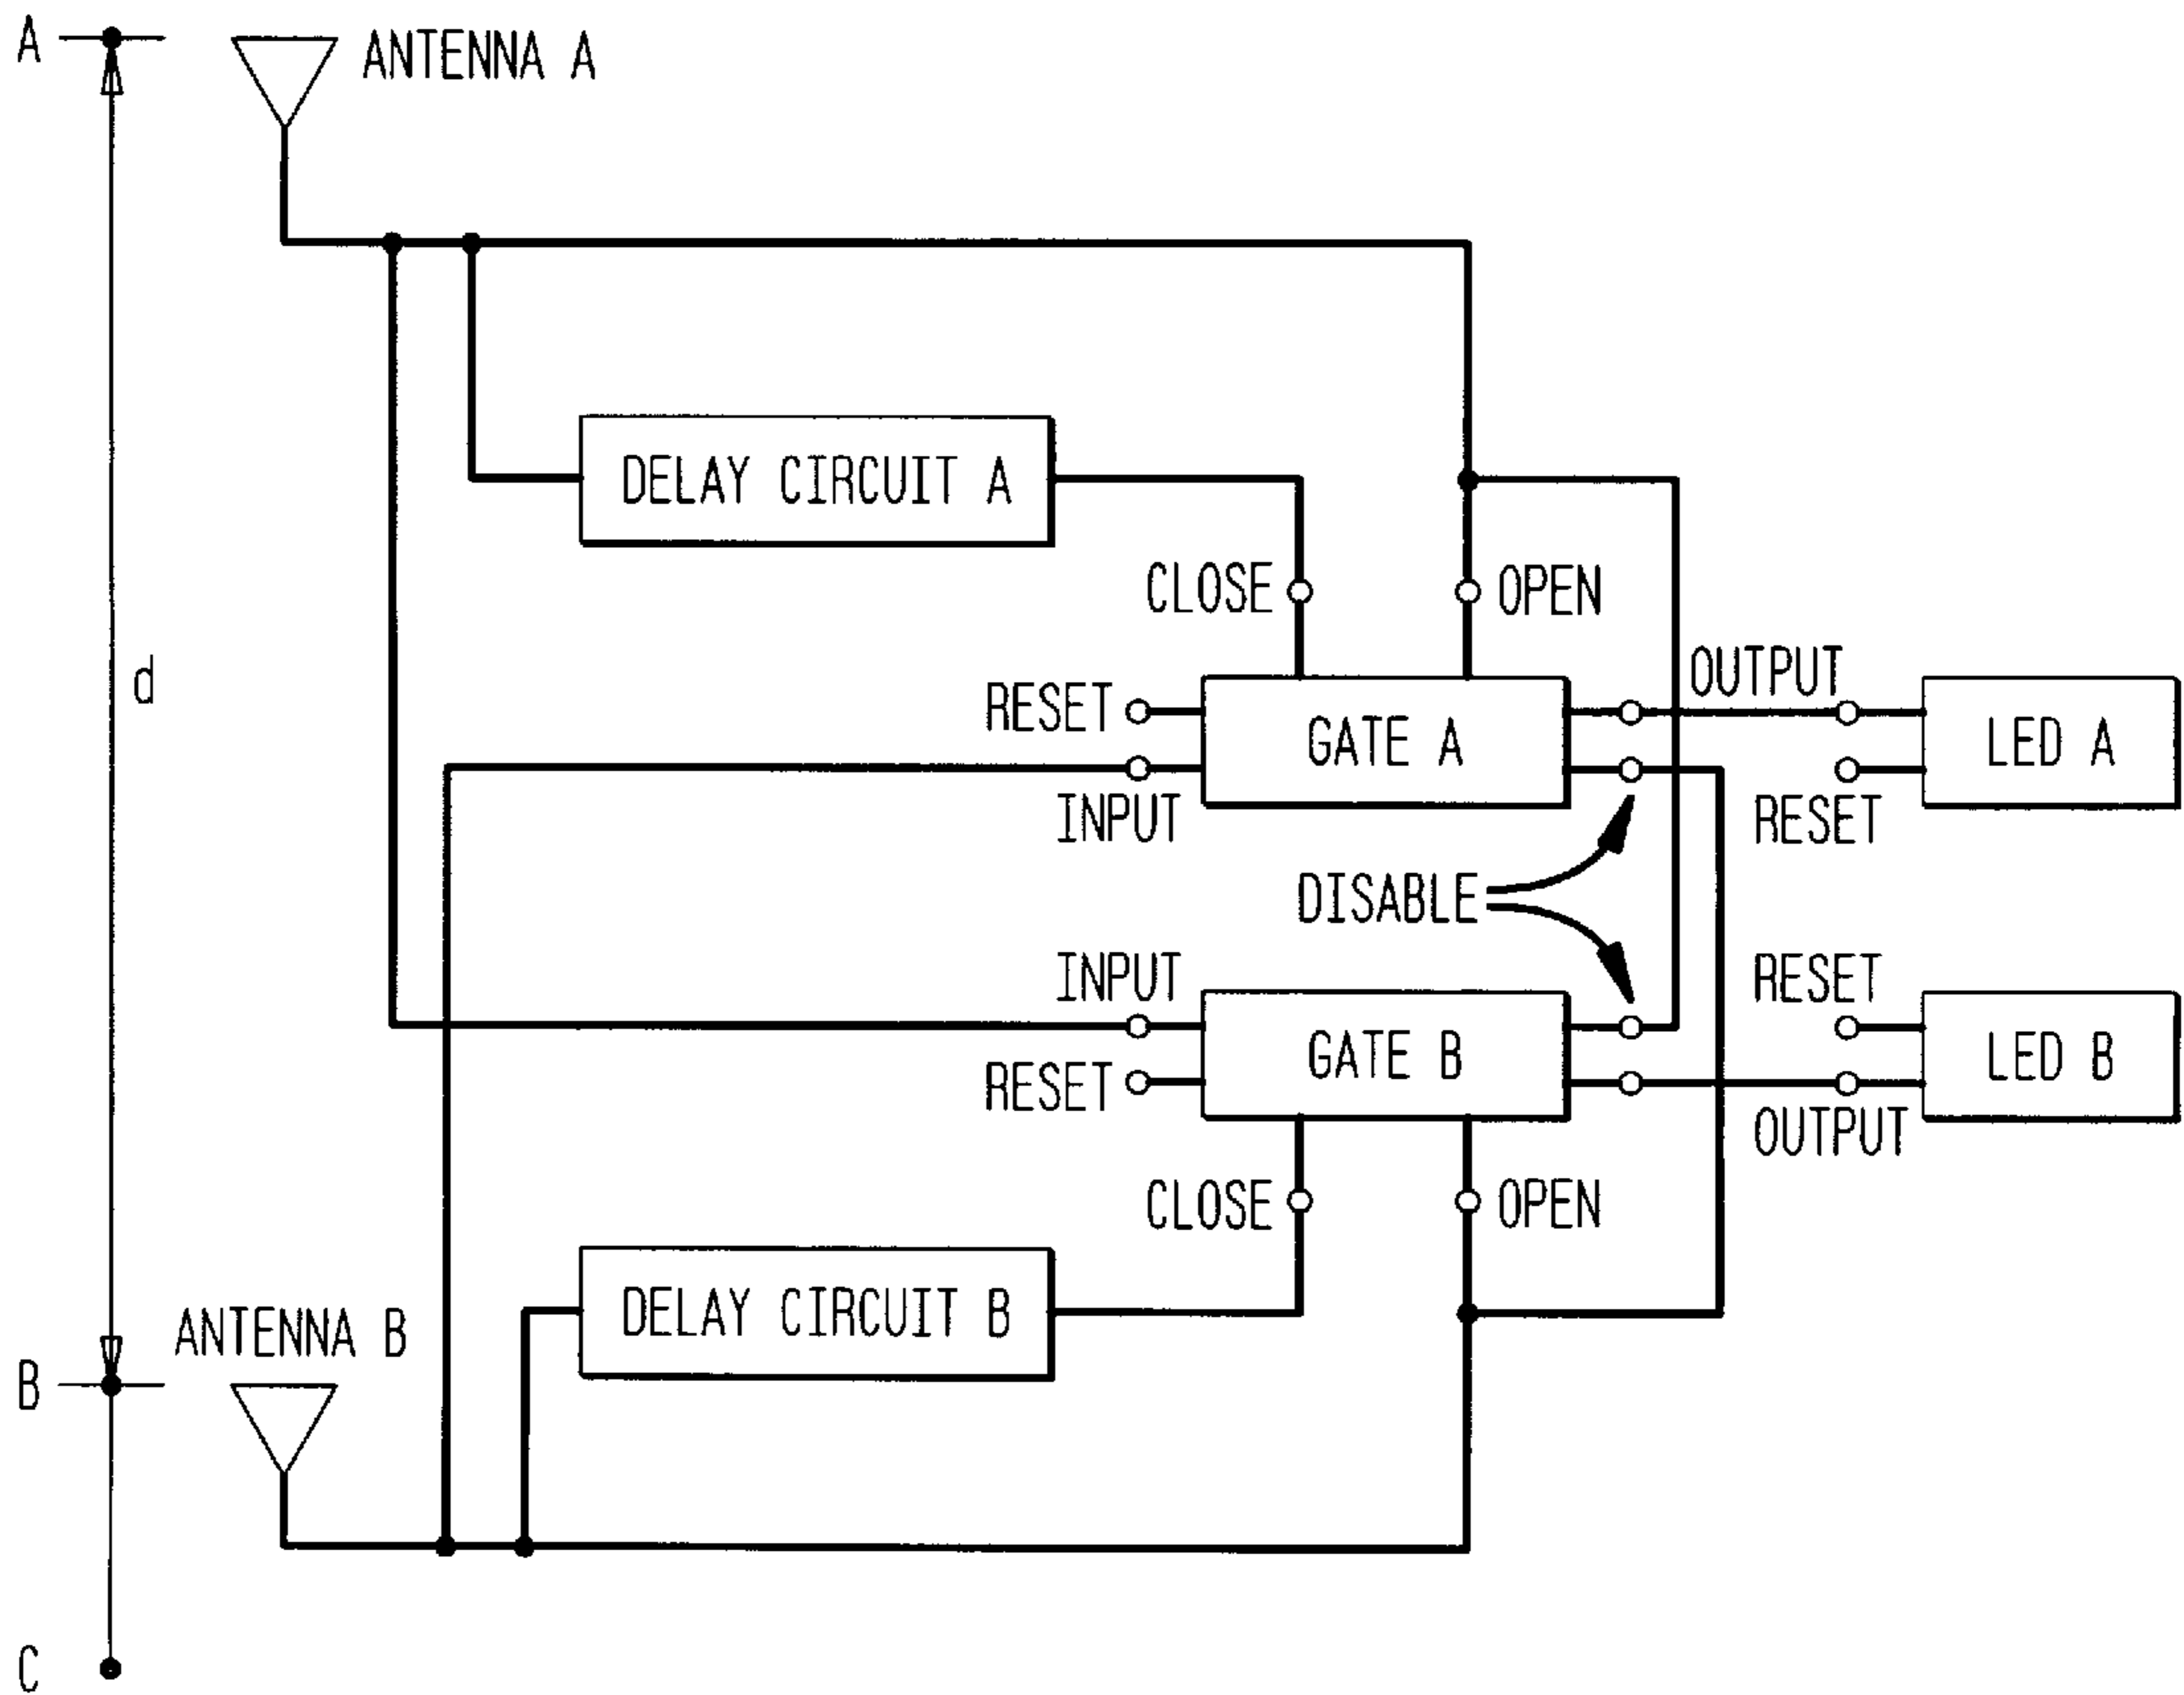 A
ANTENNA A
DELAY CIRCUIT A
CLOSE
OPEN
d
OUTPUT
RESET
GATE A
LED A
INPUT
RESET
DISABLE
INPUT
RESET
GATE B
LED B
RESET
OUTPUT
CLOSE
OPEN
DELAY CIRCUIT B
ANTENNA B
B
C